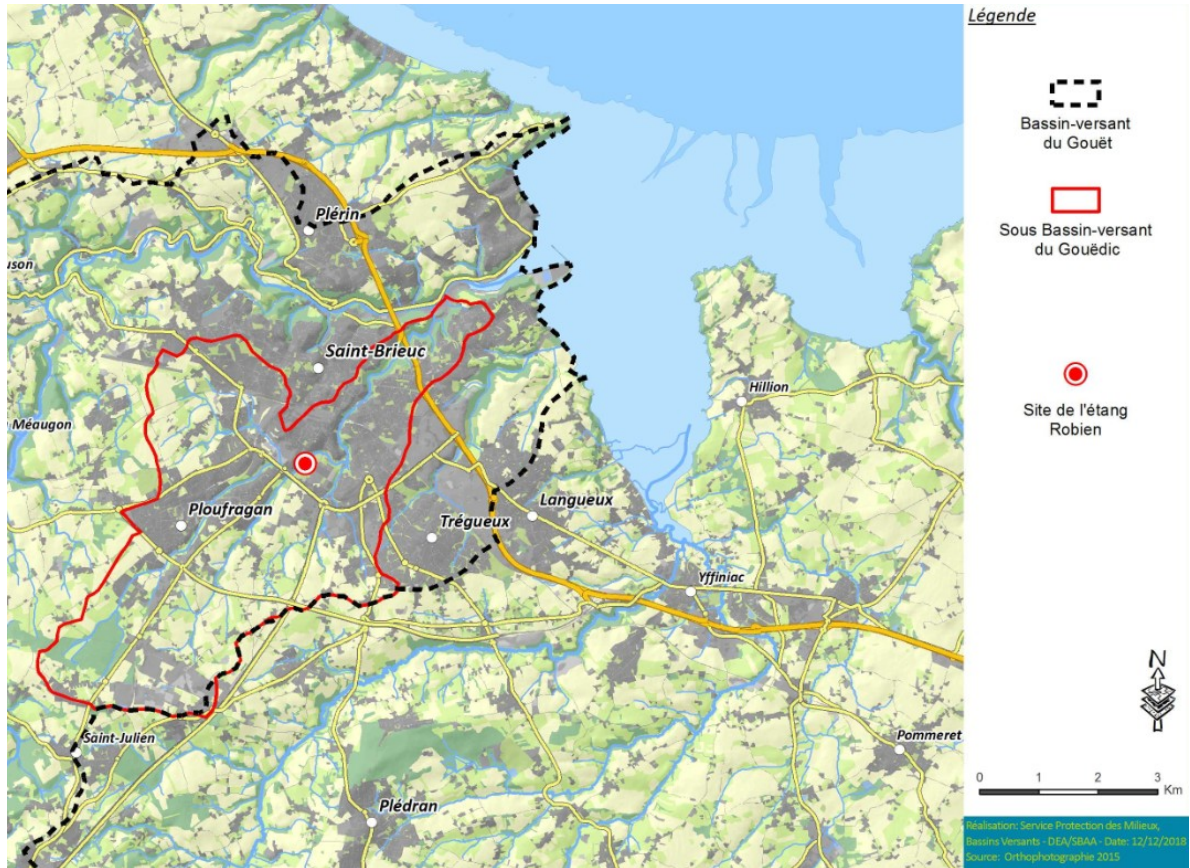 Légende
Bassin-versant
du Gouët
Sous Bassin-versant
du Gouëdic
Site de l'étang
Robien
N
0 1 2 3 Km
Réalisation: Service Protection des Milieux,
Bassins Versants - DEA/SBAA - Date: 12/12/2018
Source: Orthophotographie 2015
Plérin
uson
Saint-Brieuc
Hillion
Méaugon
Ploufragan
Langueux
Trégueux
Yffiniac
Saint-Julien
Pommeret
Plédran